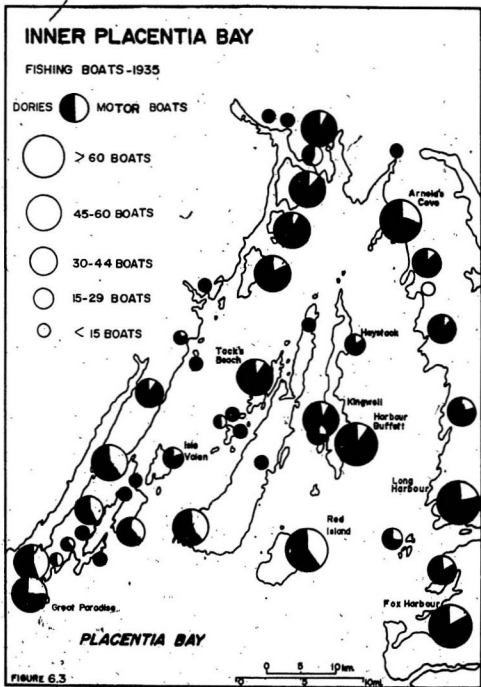 INNER PLACENTIA BAY
FISHING BOATS-1935
DORIES MOTOR BOATS
> 60 BOATS
45-60 BOATS
30-44 BOATS
15-29 BOATS
< 15 BOATS
Arnold's
Cove
Haystack
Tack's
Beach
Kingwell
Harbour
Buffett
Isle
Valen
Long
Harbour
Red
Island
Fox Harbour
Great Paradise
PLACENTIA BAY
0 5 10 km.
0 5 10mi.
FIGURE 6.3